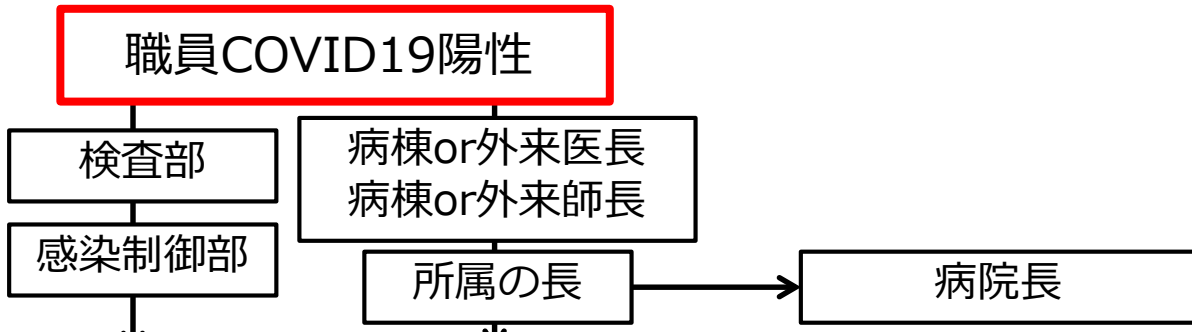 職員COVID19陽性
検査部
病棟or外来医長
病棟or外来師長
感染制御部
所属の長
病院長